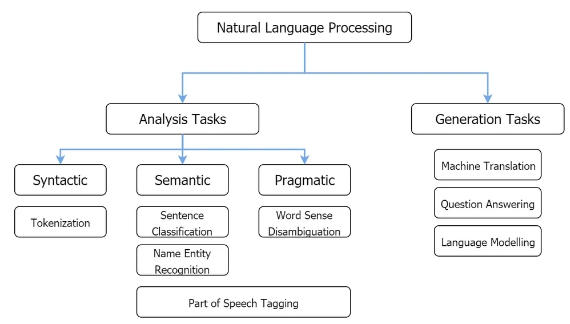 Natural Language Processing
Analysis Tasks
Generation Tasks
Syntactic
Semantic
Pragmatic
Machine Translation
Tokenization
Sentence
Classification
Word Sense
Disambiguation
Question Answering
Name Entity
Recognition
Language Modelling
Part of Speech Tagging